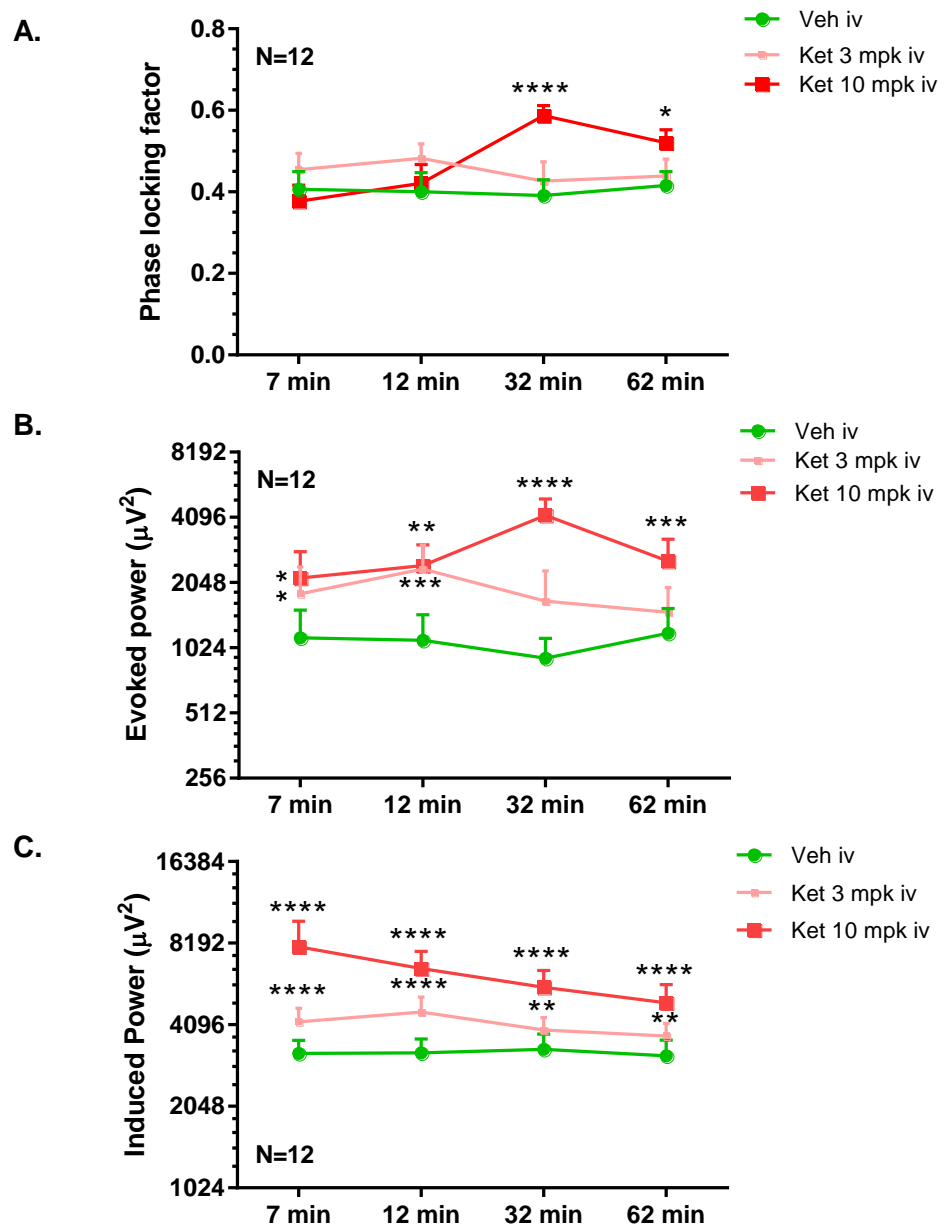 A.
Veh iv
Ket 3 mpk iv
Ket 10 mpk iv
N=12
****
*
0.8
0.6
0.4
0.2
0.0
Phase locking factor
7 min 12 min 32 min 62 min
B.
Veh iv
Ket 3 mpk iv
Ket 10 mpk iv
N=12
****
***
**
***
*
*
8192
4096
2048
1024
512
256
Evoked power (µV²)
7 min 12 min 32 min 62 min
C.
Veh iv
Ket 3 mpk iv
Ket 10 mpk iv
****
****
****
****
****
****
**
**
16384
8192
4096
2048
1024
Induced Power (µV²)
N=12
7 min 12 min 32 min 62 min